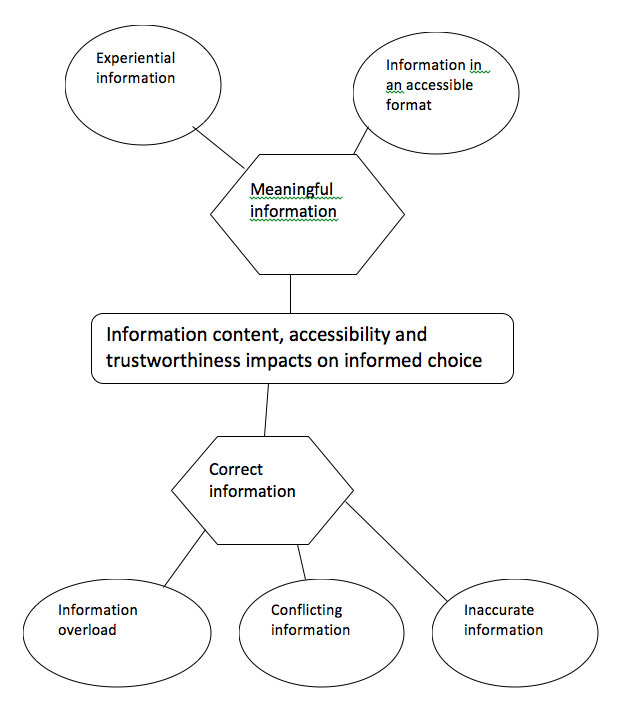 Experiential
information
Information in
an accessible
format
Meaningful
information
Information content, accessibility and
trustworthiness impacts on informed choice
Correct
information
Information
overload
Conflicting
information
Inaccurate
information